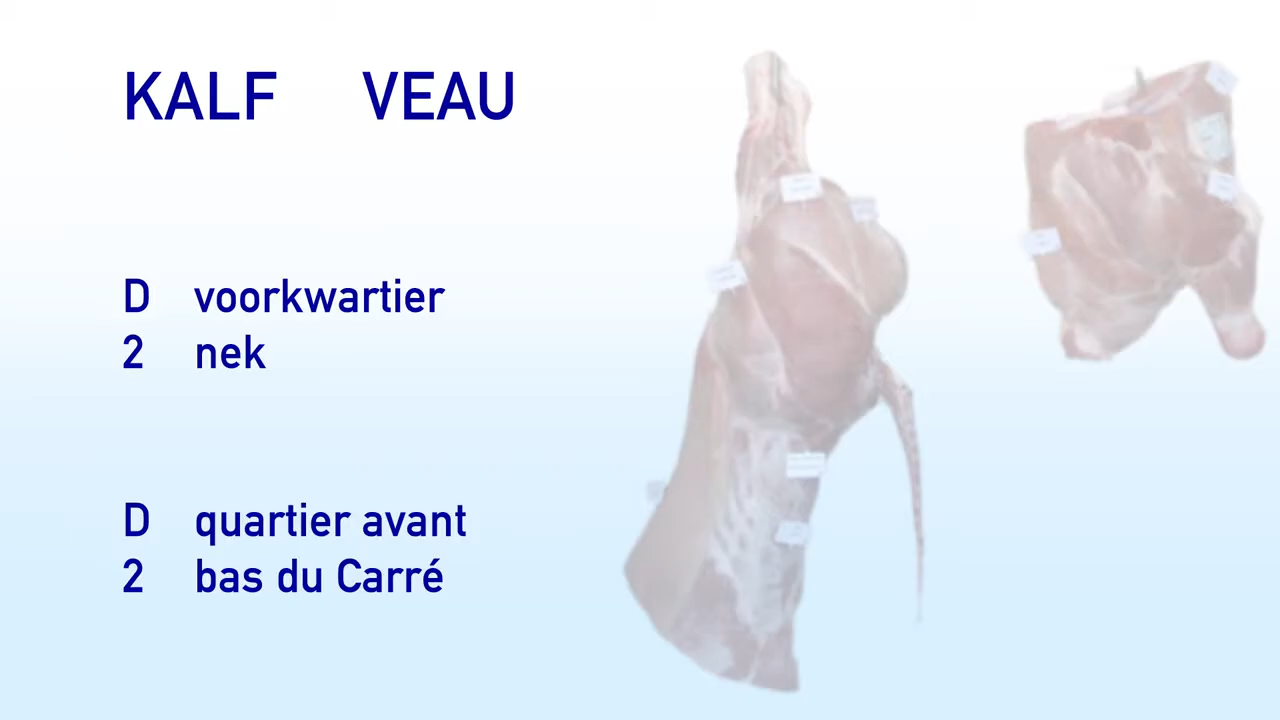 KALF VEAU
D voorkwartier
2 nek
D quartier avant
2 bas du Carré